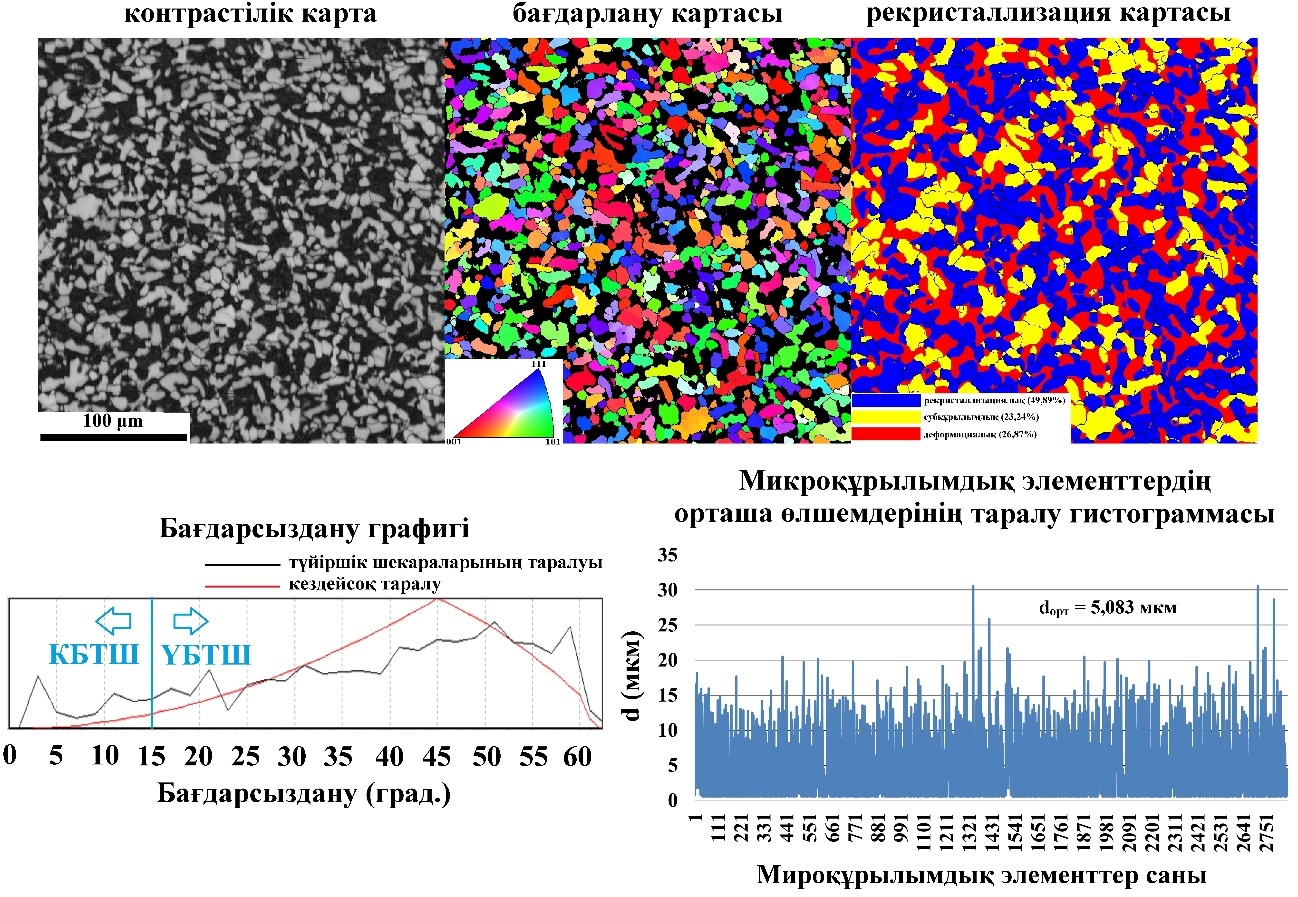 контрастілік карта
бағдарлану картасы
рекристаллизация картасы
100 µm
111
001
101
рекристаллизациялық (49,89%)
субқұрылымдық (23,24%)
деформациялық (26,87%)
Бағдарсыздану графигі
түйіршік шекараларының таралуы
кездейсоқ таралу
КБТШ
ҮБТШ
0 5 10 15 20 25 30 35 40 45 50 55 60
Бағдарсыздану (град.)
Микроқұрылымдық элементтердің
орташа өлшемдерінің таралу гистограммасы
d (мкм)
35
30
25
20
15
10
5
0
dорт = 5,083 мкм
1 111 221 331 441 551 661 771 881 991 1101 1211 1321 1431 1541 1651 1761 1871 1981 2091 2201 2311 2421 2531 2641 2751
Мироқұрылымдық элементтер саны